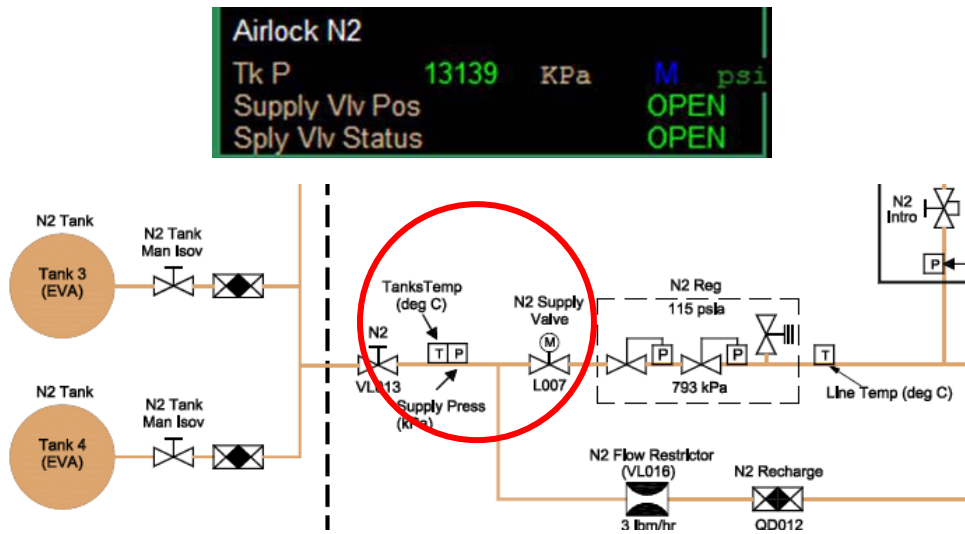 Airlock N2
Tk P 13139 KPa M psi
Supply Vlv Pos OPEN
Sply Vlv Status OPEN
N2 Tank
Tank 3
(EVA)
N2 Tank
Man Isov
TanksTemp
(deg C)
N2
VL013
T P
Supply Press
(kPa)
N2 Supply
Valve
M
L007
N2 Reg
115 psia
P
P
793 kPa
T
Line Temp (deg C)
N2
Intro
P
N2 Tank
Tank 4
(EVA)
N2 Tank
Man Isov
N2 Flow Restrictor
(VL016)
3 lbm/hr
N2 Recharge
QD012